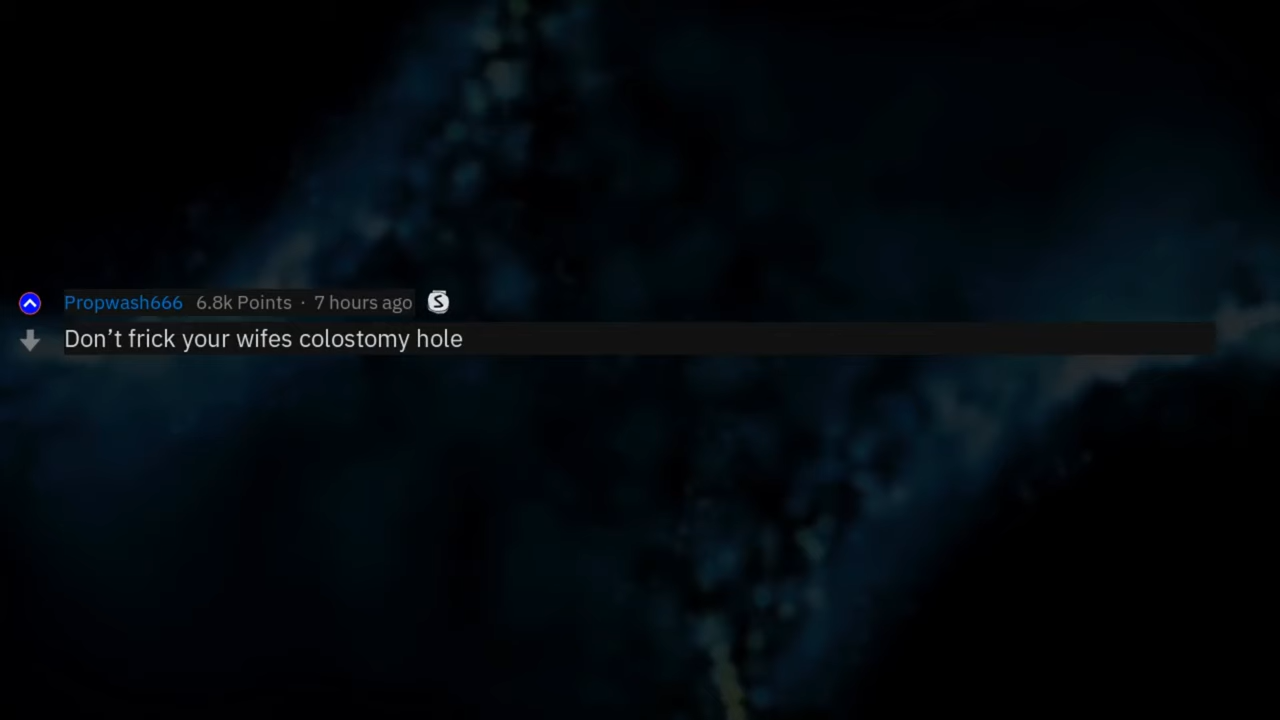 Propwash666 6.8k Points · 7 hours ago S
Don’t frick your wifes colostomy hole